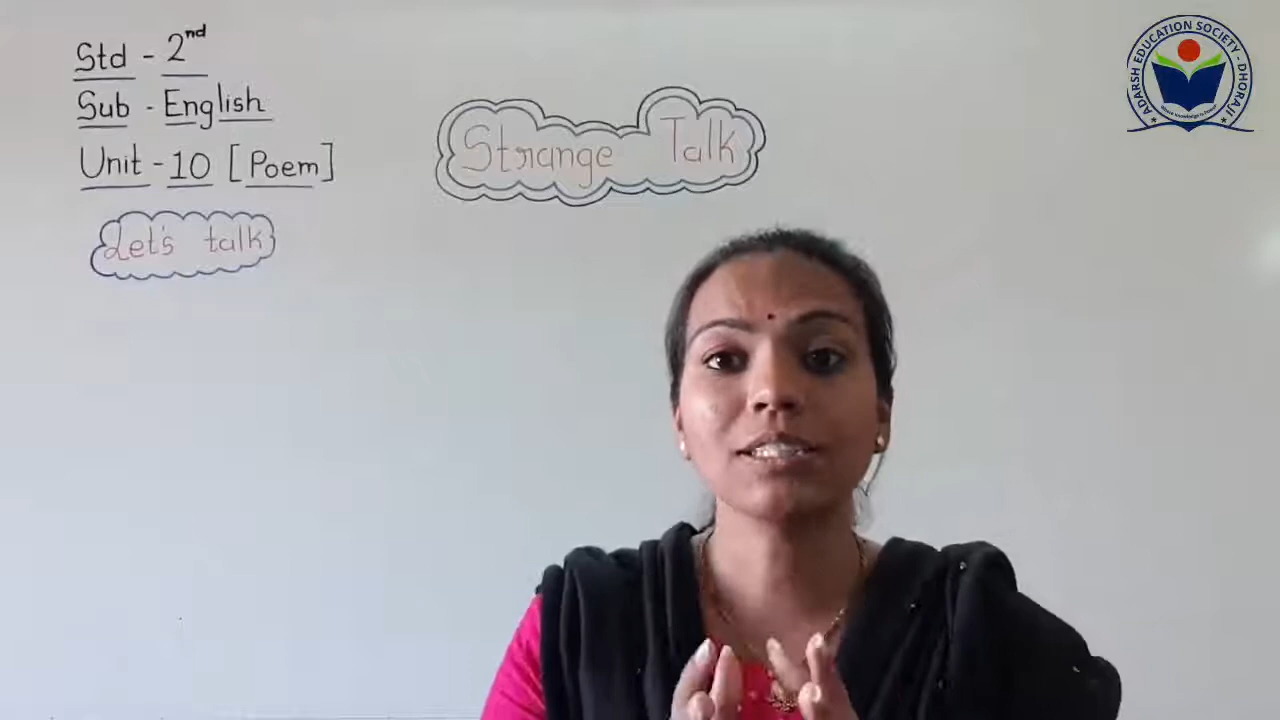 Std - 2nd
Sub - English
Unit - 10 [Poem]
Let's talk
Strange Talk
ADARSH EDUCATION SOCIETY - DHORAJI